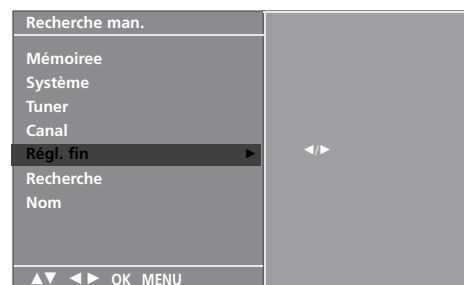 Recherche man.
Mémoiree
Système
Tuner
Canal
Régl. fin ► ◄/►
Recherche
Nom
▲▼ ◄► OK MENU